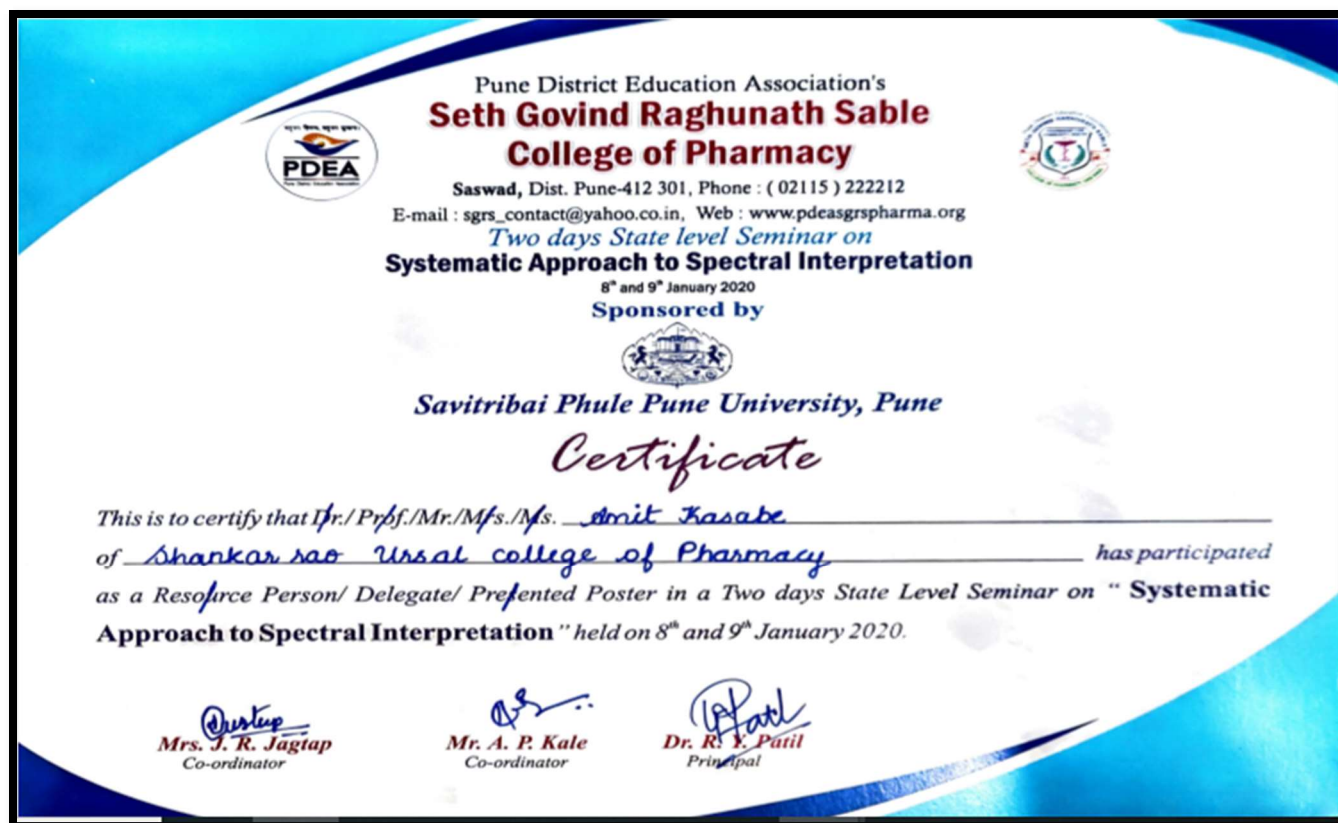 Pune District Education Association's
Seth Govind Raghunath Sable
College of Pharmacy
PDEA
Saswad, Dist. Pune-412 301, Phone : ( 02115 ) 222212
E-mail : sgrs_contact@yahoo.co.in, Web : www.pdeasgrspharma.org
Two days State level Seminar on
Systematic Approach to Spectral Interpretation
8th and 9th January 2020
Sponsored by
Savitribai Phule Pune University, Pune
Certificate
This is to certify that Dr./Prof./Mr./Mrs./Ms. Amit Kasabe
of Shankar rao Ursal college of Pharmacy has participated
as a Resource Person/ Delegate/ Presented Poster in a Two days State Level Seminar on “ Systematic
Approach to Spectral Interpretation ” held on 8th and 9th January 2020.
Mrs. J. R. Jagtap Mr. A. P. Kale Dr. R. Y. Patil
Co-ordinator Co-ordinator Principal